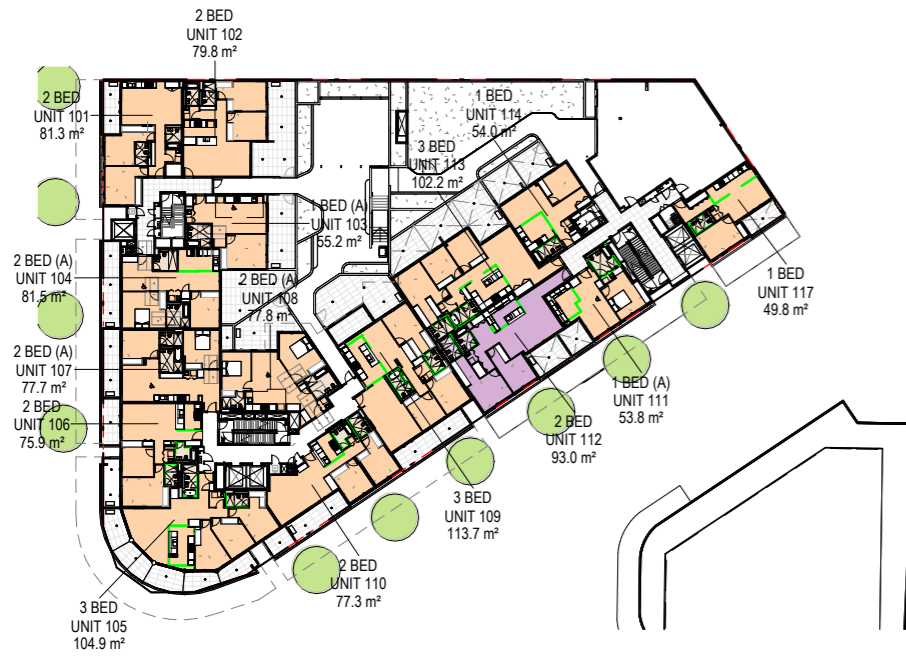 2 BED
UNIT 102
79.8 m²
2 BED
UNIT 101
81.3 m²
1 BED
UNIT 114
54.0 m²
3 BED
UNIT 113
102.2 m²
1 BED (A)
UNIT 103
55.2 m²
2 BED (A)
UNIT 104
81.5 m²
2 BED (A)
UNIT 108
77.8 m²
1 BED
UNIT 117
49.8 m²
2 BED (A)
UNIT 107
77.7 m²
1 BED (A)
UNIT 111
53.8 m²
2 BED
UNIT 106
75.9 m²
2 BED
UNIT 112
93.0 m²
3 BED
UNIT 109
113.7 m²
2 BED
UNIT 110
77.3 m²
3 BED
UNIT 105
104.9 m²